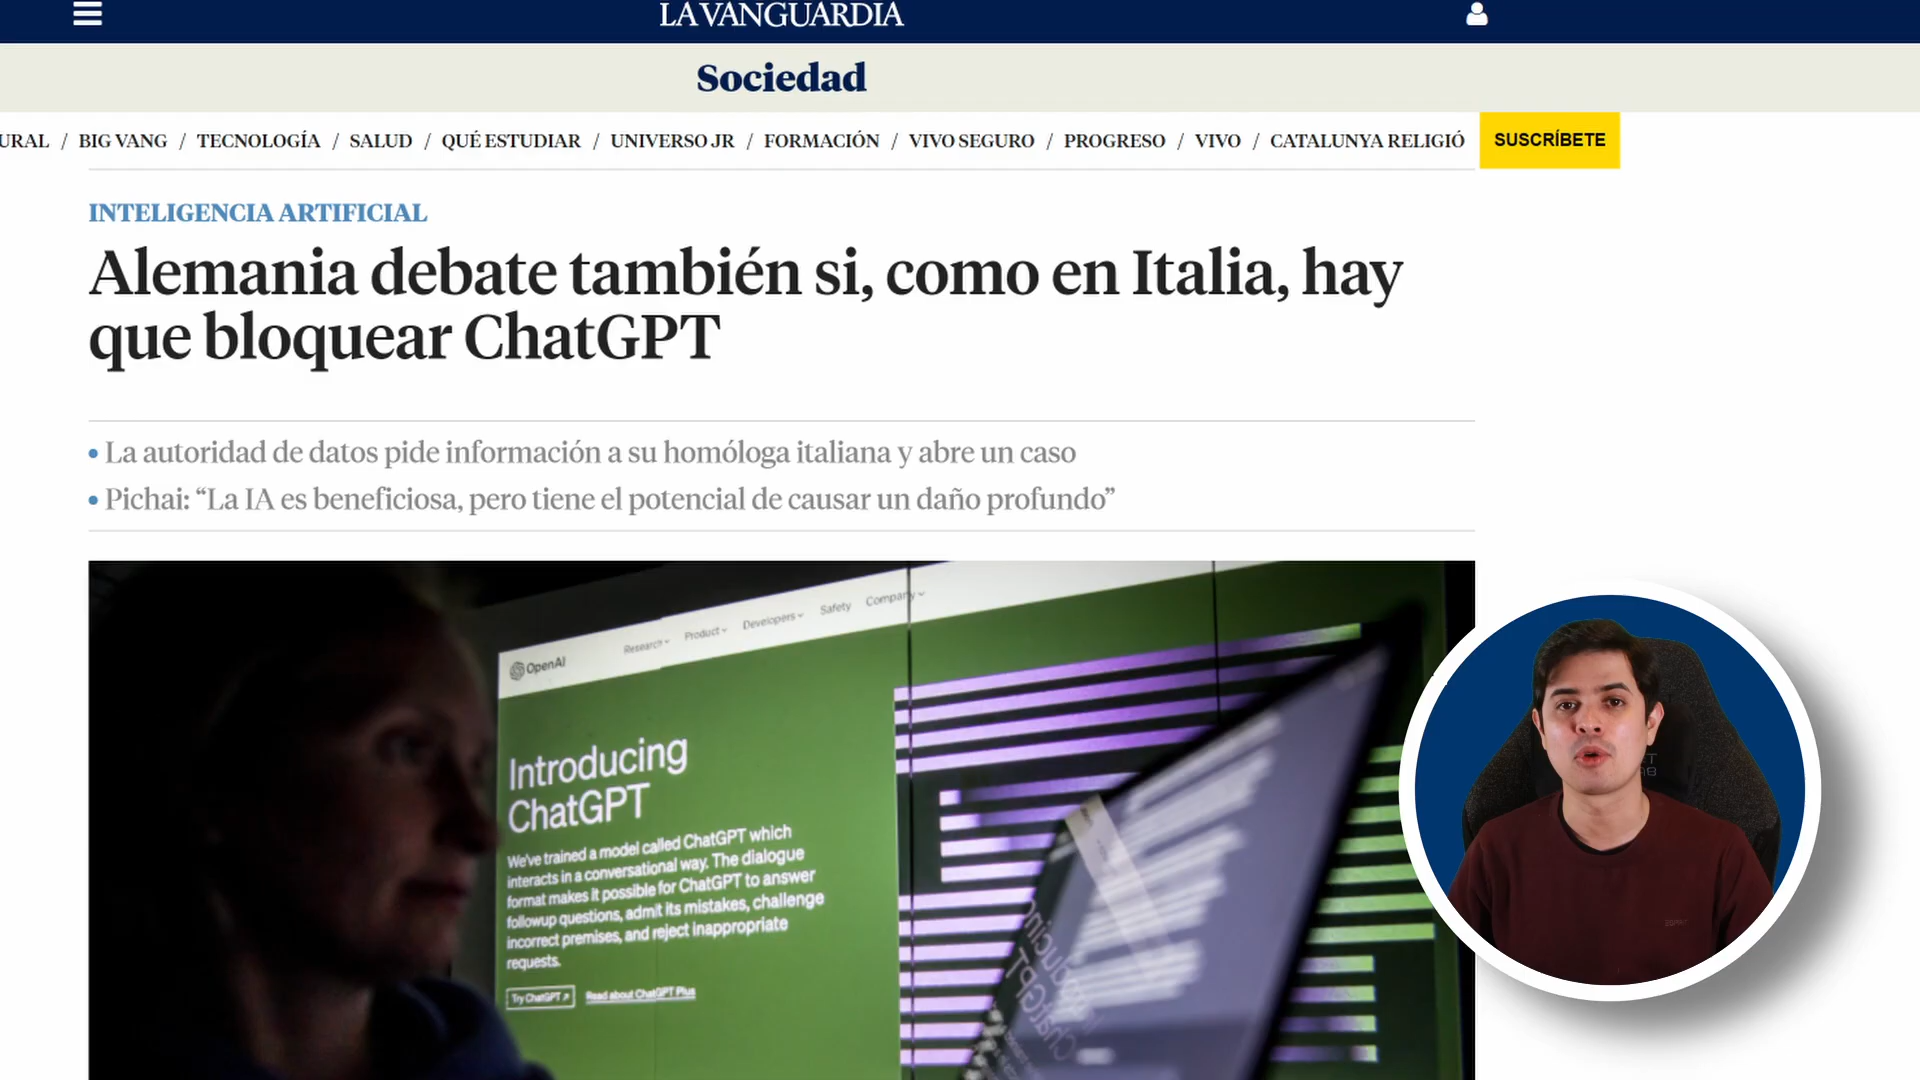 LA VANGUARDIA
Sociedad
URAL / BIG VANG / TECNOLOGÍA / SALUD / QUÉ ESTUDIAR / UNIVERSO JR / FORMACIÓN / VIVO SEGURO / PROGRESO / VIVO / CATALUNYA RELIGIÓ
SUSCRÍBETE
INTELIGENCIA ARTIFICIAL
Alemania debate también si, como en Italia, hay
que bloquear ChatGPT
• La autoridad de datos pide información a su homóloga italiana y abre un caso
• Pichai: “La IA es beneficiosa, pero tiene el potencial de causar un daño profundo”
OpenAI
Research Product Developers Safety Company
Introducing
ChatGPT
We've trained a model called ChatGPT which
interacts in a conversational way. The dialogue
format makes it possible for ChatGPT to answer
followup questions, admit its mistakes, challenge
incorrect premises, and reject inappropriate
requests.
Try ChatGPT Read about ChatGPT Plus